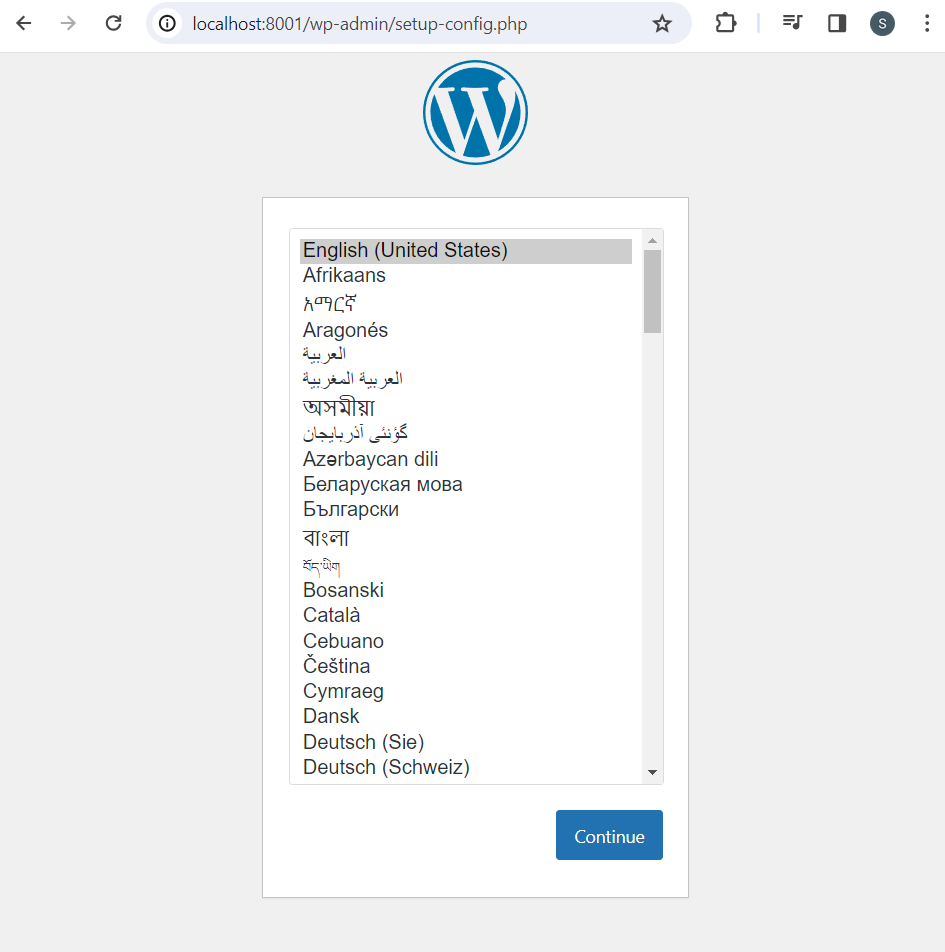 localhost:8001/wp-admin/setup-config.php
S
W
English (United States)
Afrikaans
አማርኛ
Aragonés
العربية
العربية المغربية
অসমীয়া
گؤنئی آذربایجان
Azərbaycan dili
Беларуская мова
Български
বাংলা
བོད་ཡིག
Bosanski
Català
Cebuano
Čeština
Cymraeg
Dansk
Deutsch (Sie)
Deutsch (Schweiz)
Continue